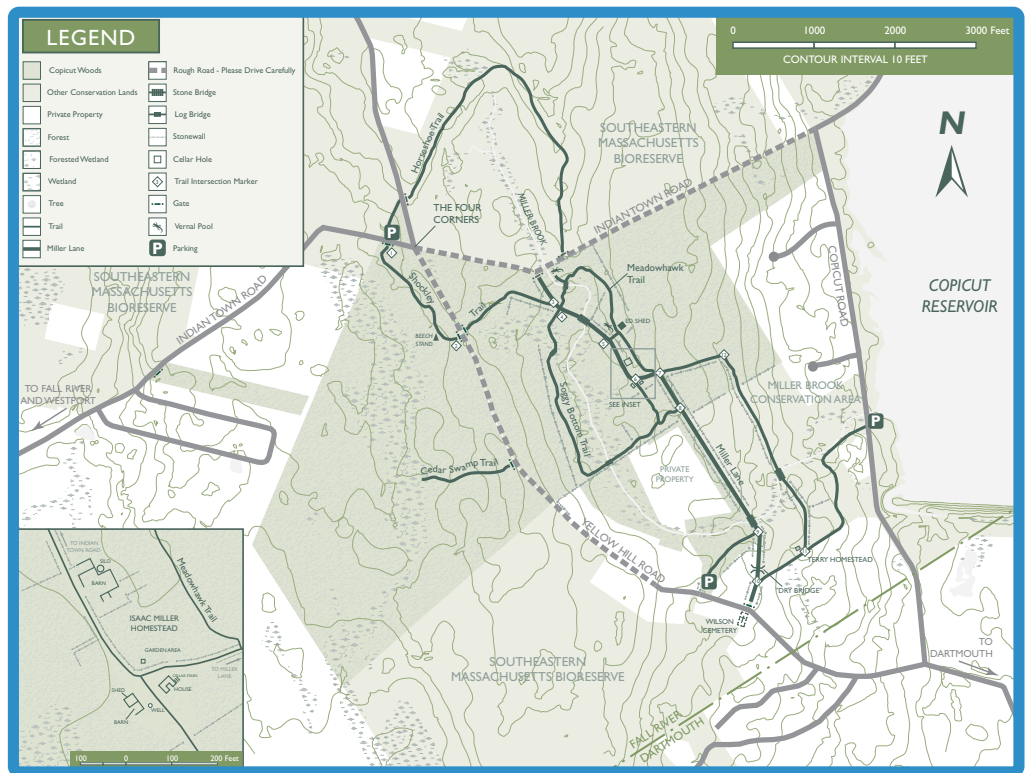 LEGEND
Copicut Woods
Other Conservation Lands
Private Property
Forest
Forested Wetland
Wetland
Tree
Trail
Miller Lane
Rough Road - Please Drive Carefully
Stone Bridge
Log Bridge
Stonewall
Cellar Hole
Trail Intersection Marker
Gate
Vernal Pool
P
Parking
0 1000 2000 3000 Feet
CONTOUR INTERVAL 10 FEET
N
Horseshoe Trail
SOUTHEASTERN
MASSACHUSETTS
BIORESERVE
THE FOUR
CORNERS
P
MILLER BROOK
INDIAN TOWN ROAD
COPICUT ROAD
COPICUT
RESERVOIR
SOUTHEASTERN
MASSACHUSETTS
BIORESERVE
INDIAN TOWN ROAD
Shockley
Trail
Meadowhawk
Trail
BEECH
STAND
ED SHED
SEE INSET
TO FALL RIVER
AND WESTPORT
MILLER BROOK
CONSERVATION AREA
P
Soggy Bottom Trail
Miller Lane
PRIVATE
PROPERTY
Cedar Swamp Trail
YELLOW HILL ROAD
TERRY HOMESTEAD
P
"DRY BRIDGE"
WILSON
CEMETERY
SOUTHEASTERN
MASSACHUSETTS BIORESERVE
TO
DARTMOUTH
FALL RIVER
DARTMOUTH
TO INDIAN
TOWN ROAD
SILO
BARN
Meadowhawk Trail
ISAAC MILLER
HOMESTEAD
GARDEN AREA
TO MILLER
LANE
HOUSE
SHED
WELL
BARN
100 0 100 200 Feet